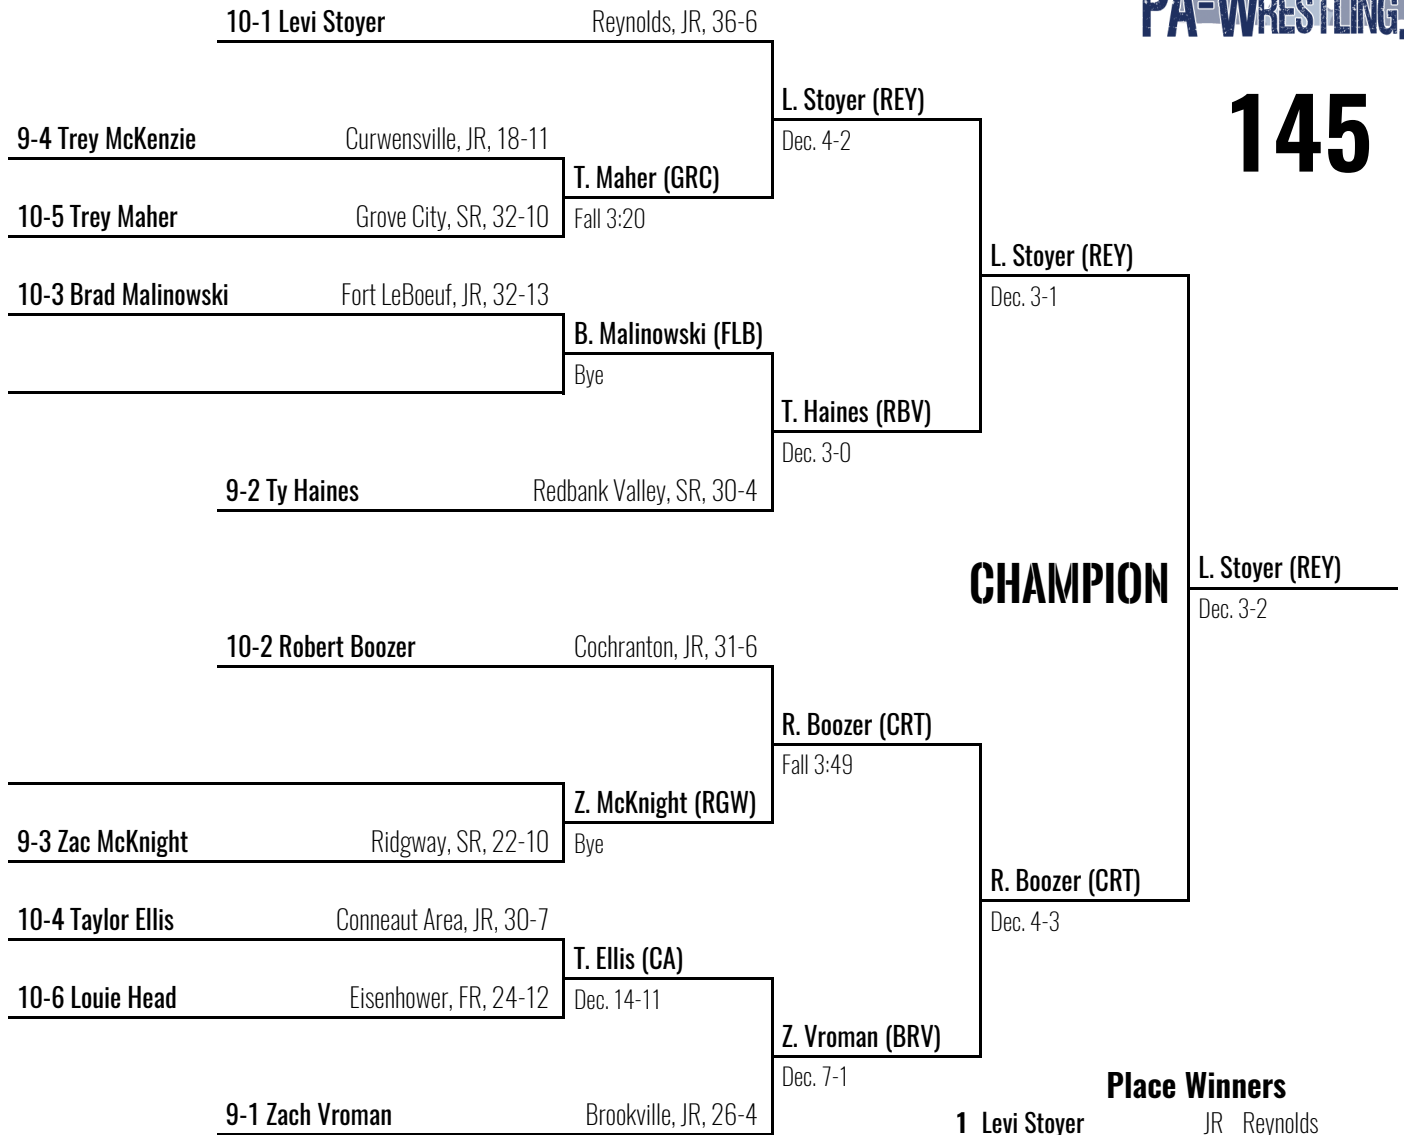 PA-WRESTLING.
145
10-1 Levi Stoyer Reynolds, JR, 36-6
L. Stoyer (REY)
Dec. 4-2
9-4 Trey McKenzie Curwensville, JR, 18-11
T. Maher (GRC)
Fall 3:20
10-5 Trey Maher Grove City, SR, 32-10
L. Stoyer (REY)
Dec. 3-1
10-3 Brad Malinowski Fort LeBoeuf, JR, 32-13
B. Malinowski (FLB)
Bye
T. Haines (RBV)
Dec. 3-0
9-2 Ty Haines Redbank Valley, SR, 30-4
CHAMPION
L. Stoyer (REY)
Dec. 3-2
10-2 Robert Boozer Cochranton, JR, 31-6
R. Boozer (CRT)
Fall 3:49
Z. McKnight (RGW)
Bye
9-3 Zac McKnight Ridgway, SR, 22-10
R. Boozer (CRT)
Dec. 4-3
10-4 Taylor Ellis Conneaut Area, JR, 30-7
T. Ellis (CA)
Dec. 14-11
10-6 Louie Head Eisenhower, FR, 24-12
Z. Vroman (BRV)
Dec. 7-1
9-1 Zach Vroman Brookville, JR, 26-4
Place Winners
1 Levi Stoyer JR Reynolds